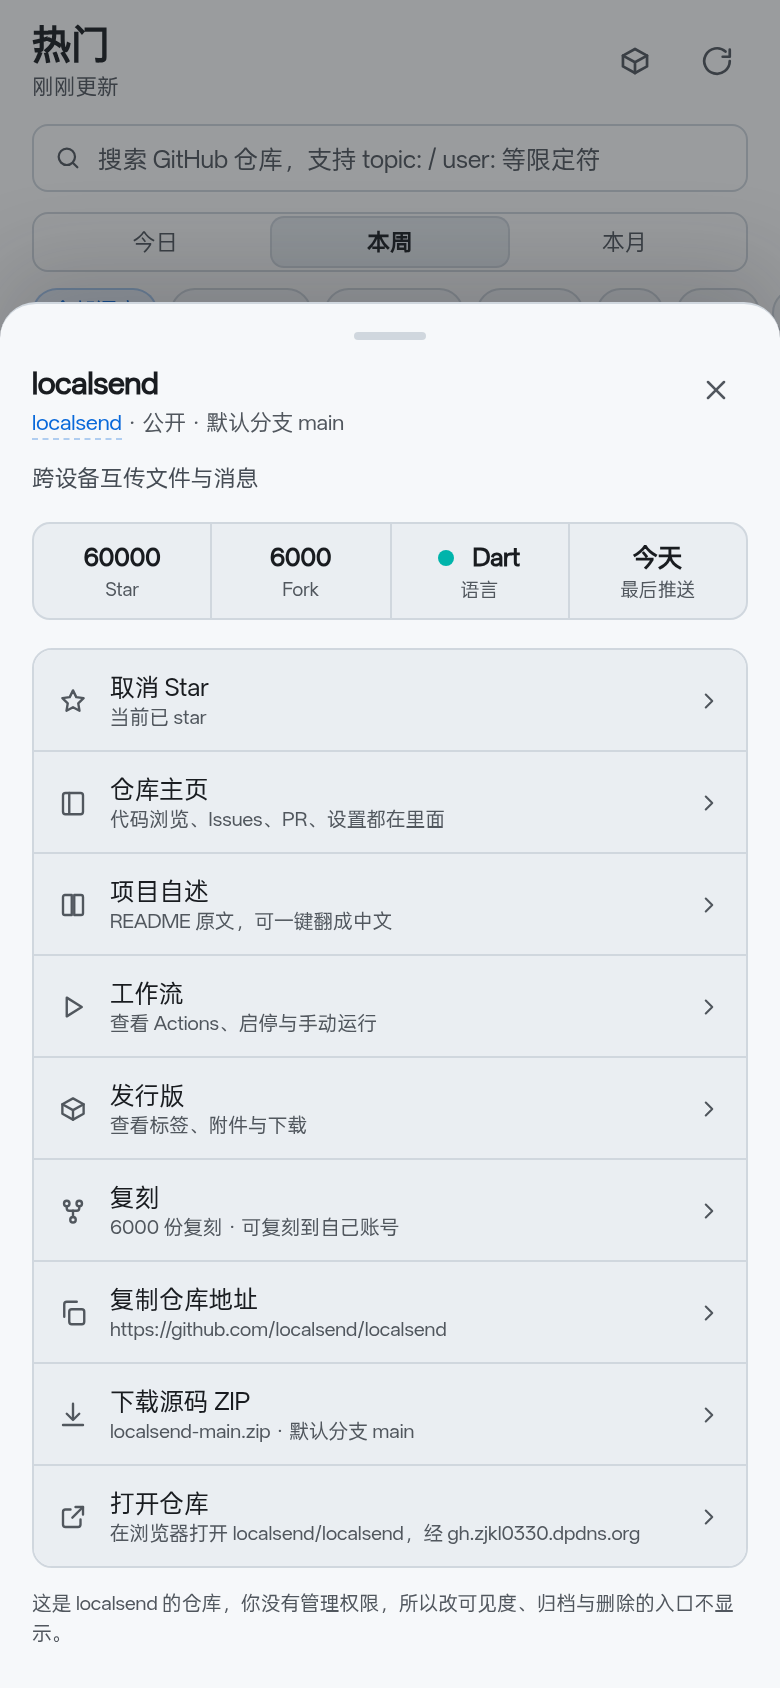 热门
刚刚更新
搜索 GitHub 仓库，支持 topic: / user: 等限定符
今日
本周
本月
localsend
localsend · 公开 · 默认分支 main
跨设备互传文件与消息
60000
Star
6000
Fork
Dart
语言
今天
最后推送
取消 Star
当前已 star
仓库主页
代码浏览、Issues、PR、设置都在里面
项目自述
README 原文，可一键翻成中文
工作流
查看 Actions、启停与手动运行
发行版
查看标签、附件与下载
复刻
6000 份复刻 · 可复刻到自己账号
复制仓库地址
https://github.com/localsend/localsend
下载源码 ZIP
localsend-main.zip · 默认分支 main
打开仓库
在浏览器打开 localsend/localsend，经 gh.zjkl0330.dpdns.org
这是 localsend 的仓库，你没有管理权限，所以改可见度、归档与删除的入口不显
示。